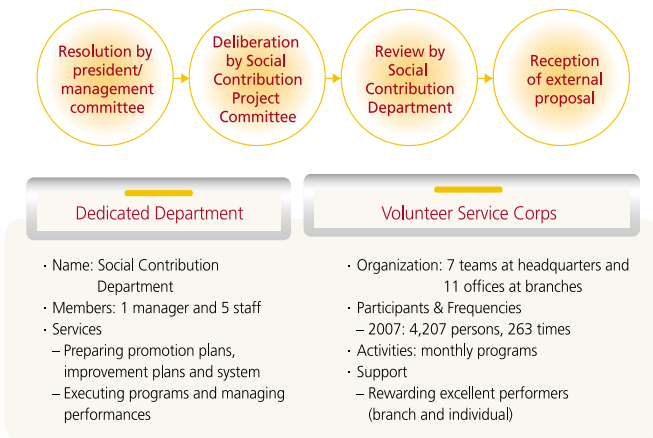 Resolution by
president/
management
committee
Deliberation
by Social
Contribution
Project
Committee
Review by
Social
Contribution
Department
Reception
of external
proposal
Dedicated Department
· Name: Social Contribution
Department
· Members: 1 manager and 5 staff
· Services
– Preparing promotion plans,
improvement plans and system
– Executing programs and managing
performances
Volunteer Service Corps
· Organization: 7 teams at headquarters and
11 offices at branches
· Participants & Frequencies
– 2007: 4,207 persons, 263 times
· Activities: monthly programs
· Support
– Rewarding excellent performers
(branch and individual)